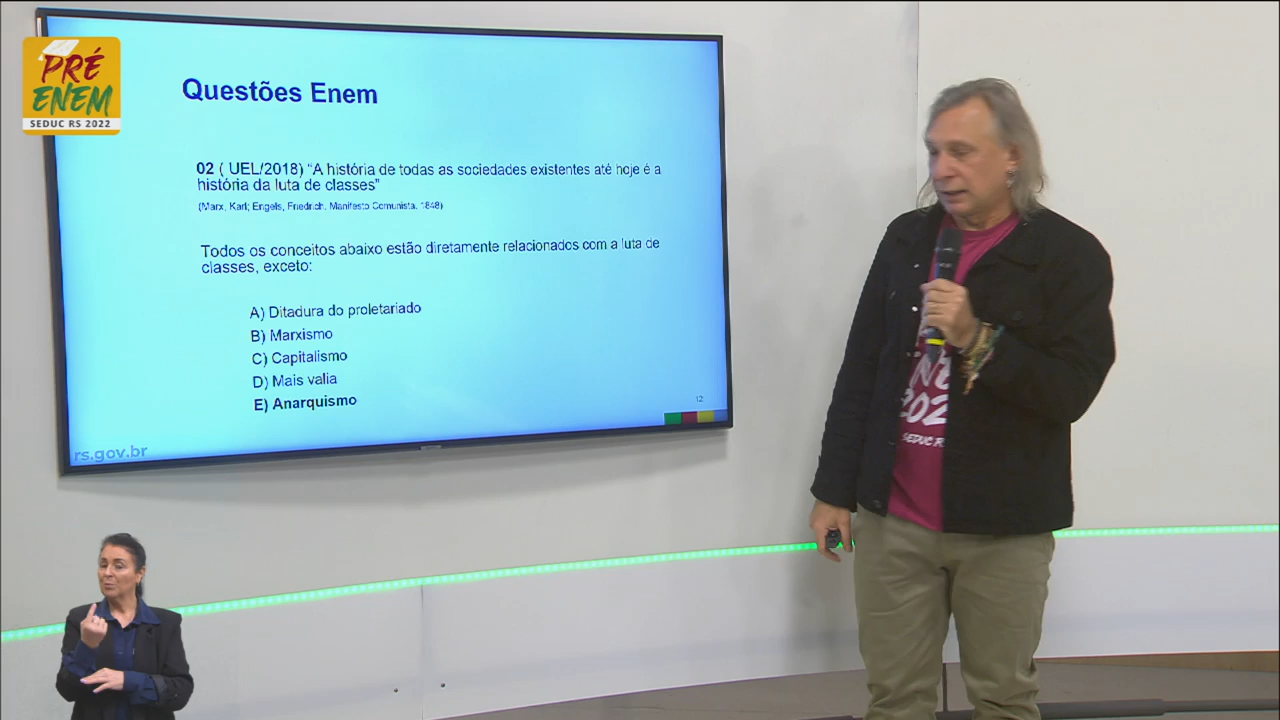 PRÉ
ENEM
SEDUC RS 2022
Questões Enem
02 ( UEL/2018) “A história de todas as sociedades existentes até hoje é a
história da luta de classes”
(Marx, Karl; Engels, Friedrich, Manifesto Comunista, 1848)
Todos os conceitos abaixo estão diretamente relacionados com a luta de
classes, exceto:
A) Ditadura do proletariado
B) Marxismo
C) Capitalismo
D) Mais valia
E) Anarquismo
12
rs.gov.br
202
SEDUC RS